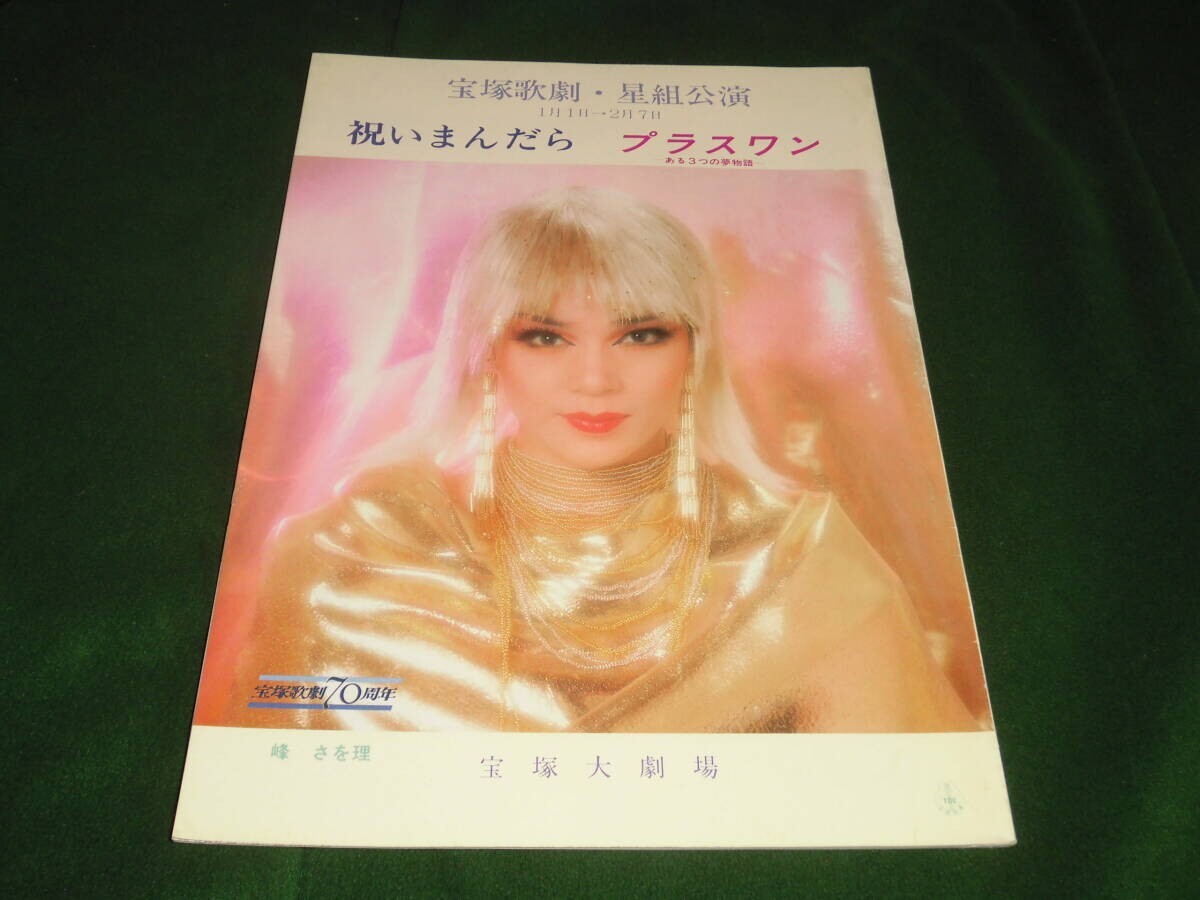 宝塚歌劇・星組公演
1月1日→2月7日
祝いまんだら　プラスワン
―ある3つの夢物語―
宝塚歌劇70周年
峰　さを理
宝塚大劇場